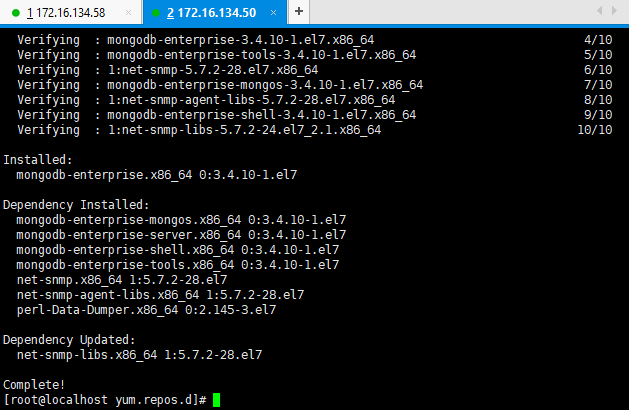 1 172.16.134.58 ×
2 172.16.134.50 × +
Verifying : mongodb-enterprise-3.4.10-1.el7.x86_64 4/10
Verifying : mongodb-enterprise-tools-3.4.10-1.el7.x86_64 5/10
Verifying : 1:net-snmp-5.7.2-28.el7.x86_64 6/10
Verifying : mongodb-enterprise-mongos-3.4.10-1.el7.x86_64 7/10
Verifying : 1:net-snmp-agent-libs-5.7.2-28.el7.x86_64 8/10
Verifying : mongodb-enterprise-shell-3.4.10-1.el7.x86_64 9/10
Verifying : 1:net-snmp-libs-5.7.2-24.el7_2.1.x86_64 10/10
Installed:
mongodb-enterprise.x86_64 0:3.4.10-1.el7
Dependency Installed:
mongodb-enterprise-mongos.x86_64 0:3.4.10-1.el7
mongodb-enterprise-server.x86_64 0:3.4.10-1.el7
mongodb-enterprise-shell.x86_64 0:3.4.10-1.el7
mongodb-enterprise-tools.x86_64 0:3.4.10-1.el7
net-snmp.x86_64 1:5.7.2-28.el7
net-snmp-agent-libs.x86_64 1:5.7.2-28.el7
perl-Data-Dumper.x86_64 0:2.145-3.el7
Dependency Updated:
net-snmp-libs.x86_64 1:5.7.2-28.el7
Complete!
[root@localhost yum.repos.d]#